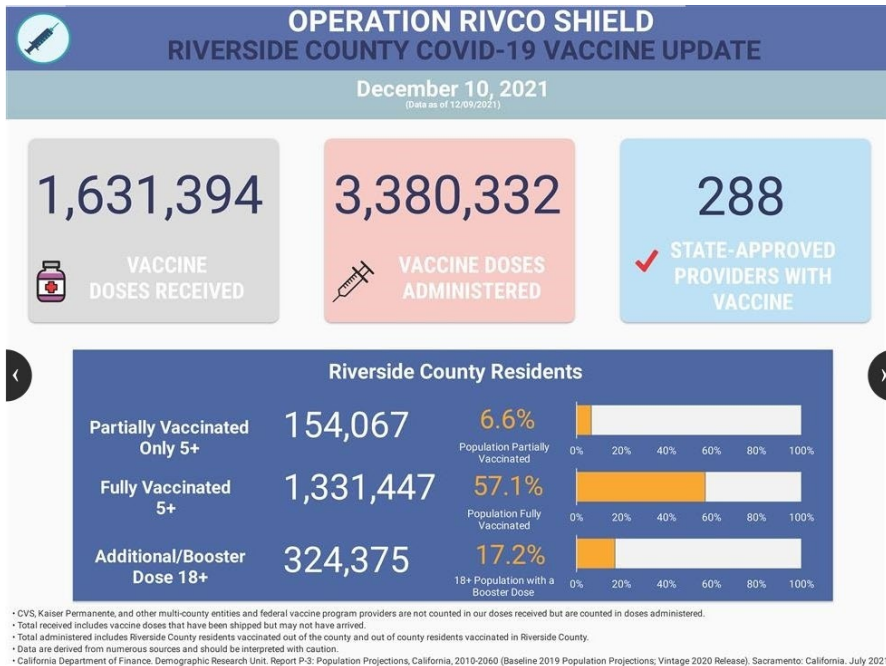 OPERATION RIVCO SHIELD
RIVERSIDE COUNTY COVID-19 VACCINE UPDATE
December 10, 2021
(Data as of 12/09/2021)
1,631,394
VACCINE
DOSES RECEIVED
3,380,332
VACCINE DOSES
ADMINISTERED
288
STATE-APPROVED
PROVIDERS WITH
VACCINE
Riverside County Residents
Partially Vaccinated
Only 5+
154,067
6.6%
Population Partially
Vaccinated
0% 20% 40% 60% 80% 100%
Fully Vaccinated
5+
1,331,447
57.1%
Population Fully
Vaccinated
0% 20% 40% 60% 80% 100%
Additional/Booster
Dose 18+
324,375
17.2%
18+ Population with a
Booster Dose
0% 20% 40% 60% 80% 100%
• CVS, Kaiser Permanente, and other multi-county entities and federal vaccine program providers are not counted in our doses received but are counted in doses administered.
• Total received includes vaccine doses that have been shipped but may not have arrived.
• Total administered includes Riverside County residents vaccinated out of the county and out of county residents vaccinated in Riverside County.
• Data are derived from numerous sources and should be interpreted with caution.
• California Department of Finance. Demographic Research Unit. Report P-3: Population Projections, California, 2010-2060 (Baseline 2019 Population Projections; Vintage 2020 Release). Sacramento: California. July 2021